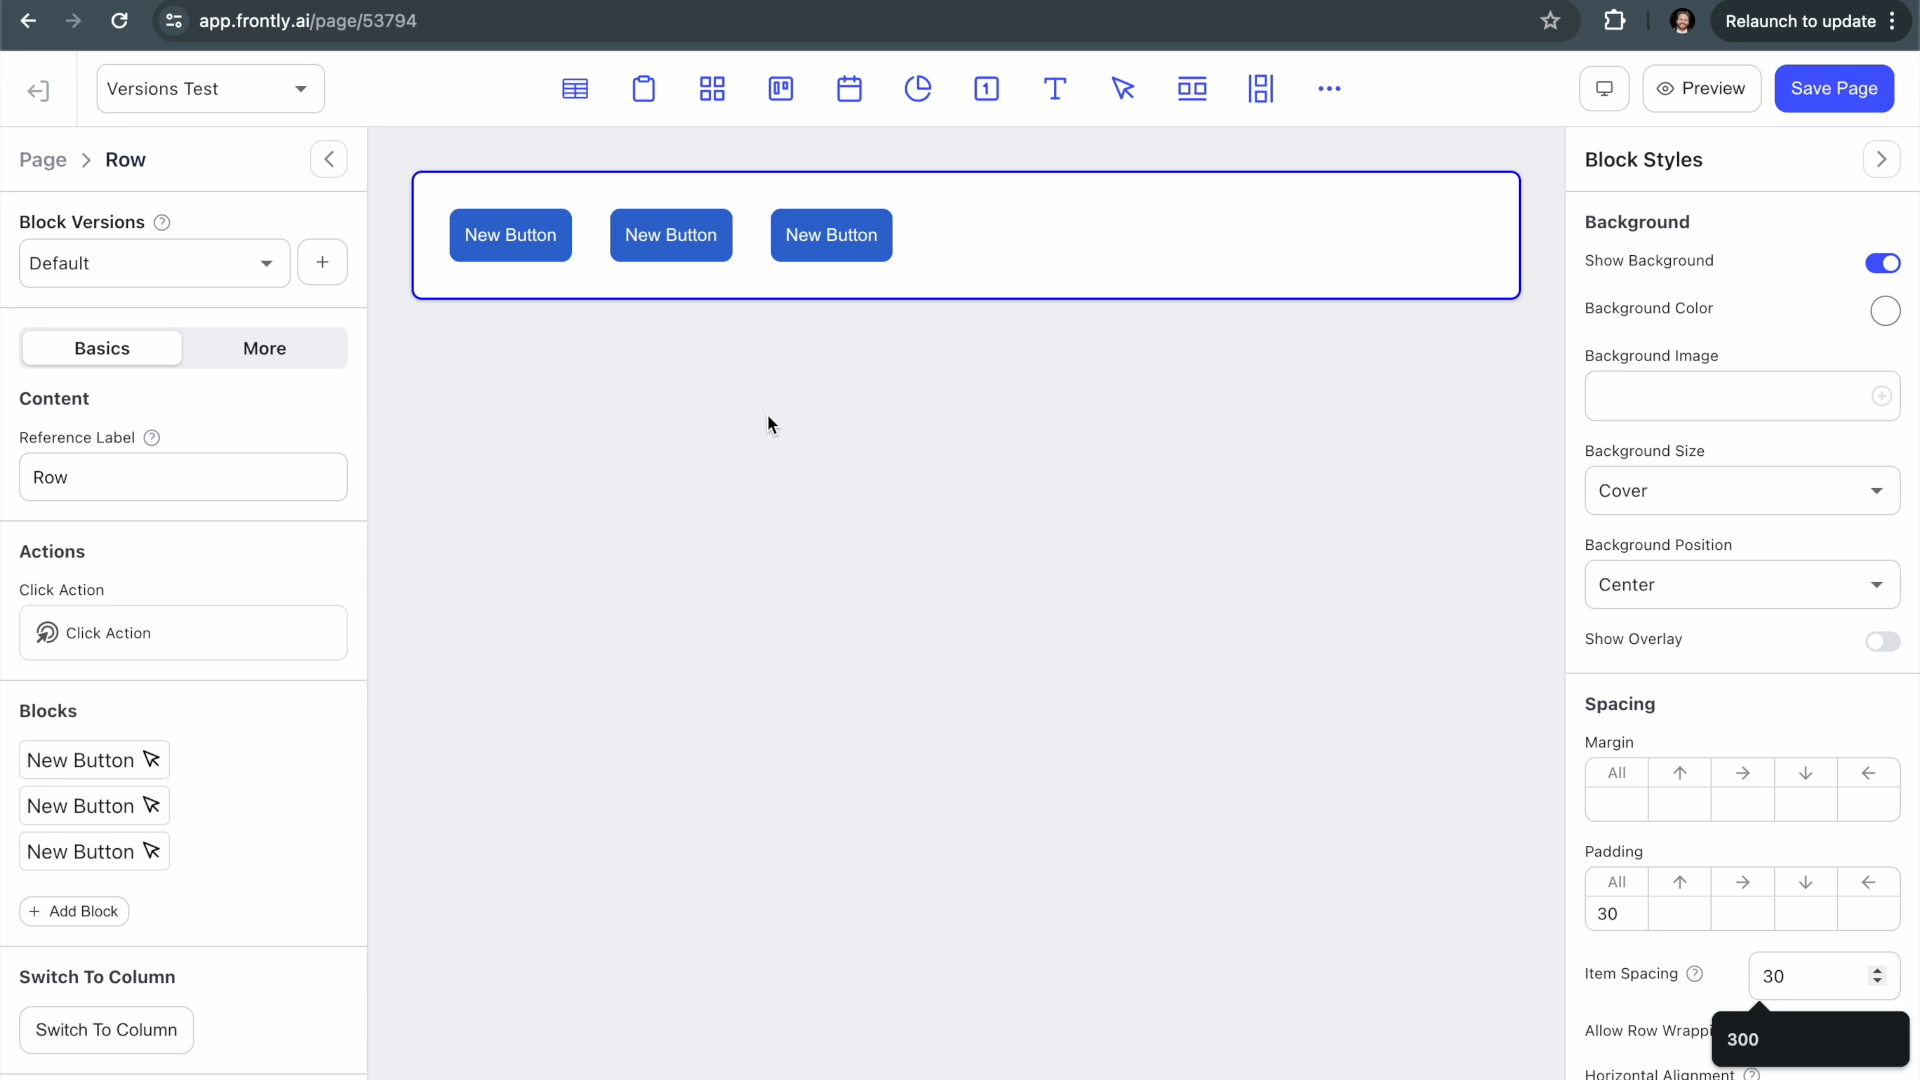 app.frontly.ai/page/53794
Relaunch to update
Versions Test
1
Preview
Save Page
Page > Row
Block Versions ?
Default
+
Basics
More
Content
Reference Label ?
Row
Actions
Click Action
Click Action
Blocks
New Button
New Button
New Button
+ Add Block
Switch To Column
Switch To Column
New Button
New Button
New Button
Block Styles
Background
Show Background
Background Color
Background Image
Background Size
Cover
Background Position
Center
Show Overlay
Spacing
Margin
All ↑ → ↓ ←
Padding
All ↑ → ↓ ←
30
Item Spacing ?
30
Allow Row Wrappi
300
Horizontal Alignment ?